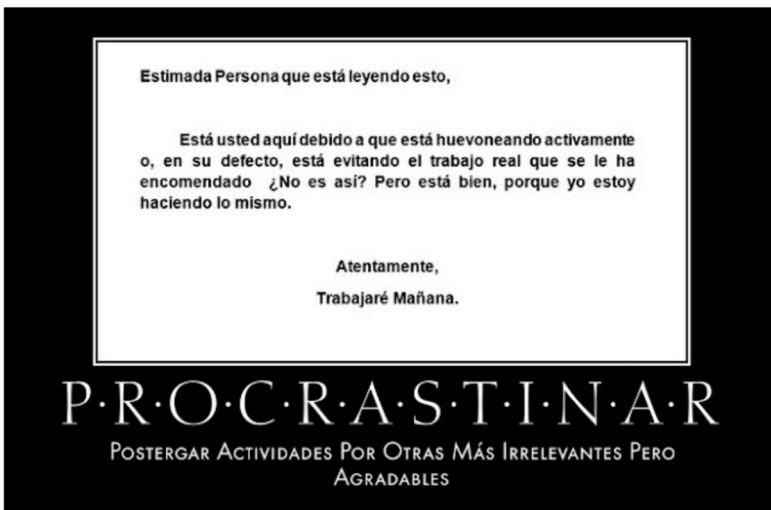 Estimada Persona que está leyendo esto,
Está usted aquí debido a que está huevoneando activamente
o, en su defecto, está evitando el trabajo real que se le ha
encomendado ¿No es así? Pero está bien, porque yo estoy
haciendo lo mismo.
Atentamente,
Trabajaré Mañana.
P·R·O·C·R·A·S·T·I·N·A·R
Postergar Actividades Por Otras Más Irrelevantes Pero
Agradables